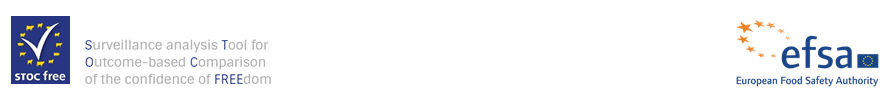 STOC free
Surveillance analysis Tool for
Outcome-based Comparison
of the confidence of FREEdom
efsa
European Food Safety Authority